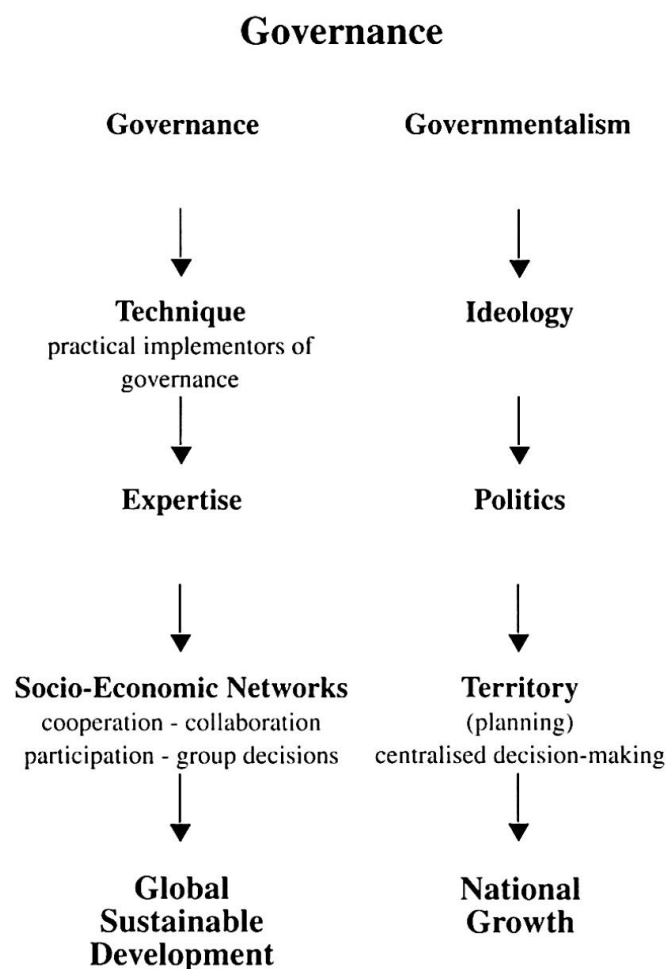 Governance
Governance
Governmentalism
Technique
practical implementors of
governance
Ideology
Expertise
Politics
Socio-Economic Networks
cooperation - collaboration
participation - group decisions
Territory
(planning)
centralised decision-making
Global
Sustainable
Development
National
Growth